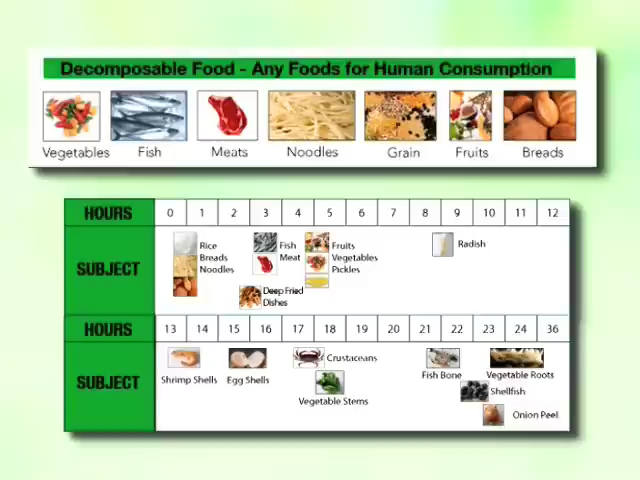 Decomposable Food - Any Foods for Human Consumption
Vegetables Fish Meats Noodles Grain Fruits Breads
HOURS 0 1 2 3 4 5 6 7 8 9 10 11 12
SUBJECT
Rice
Breads
Noodles
Fish
Meat
Deep Fried
Dishes
Fruits
Vegetables
Pickles
Radish
HOURS 13 14 15 16 17 18 19 20 21 22 23 24 36
SUBJECT
Shrimp Shells
Egg Shells
Crustaceans
Vegetable Stems
Fish Bone
Vegetable Roots
Shellfish
Onion Peel